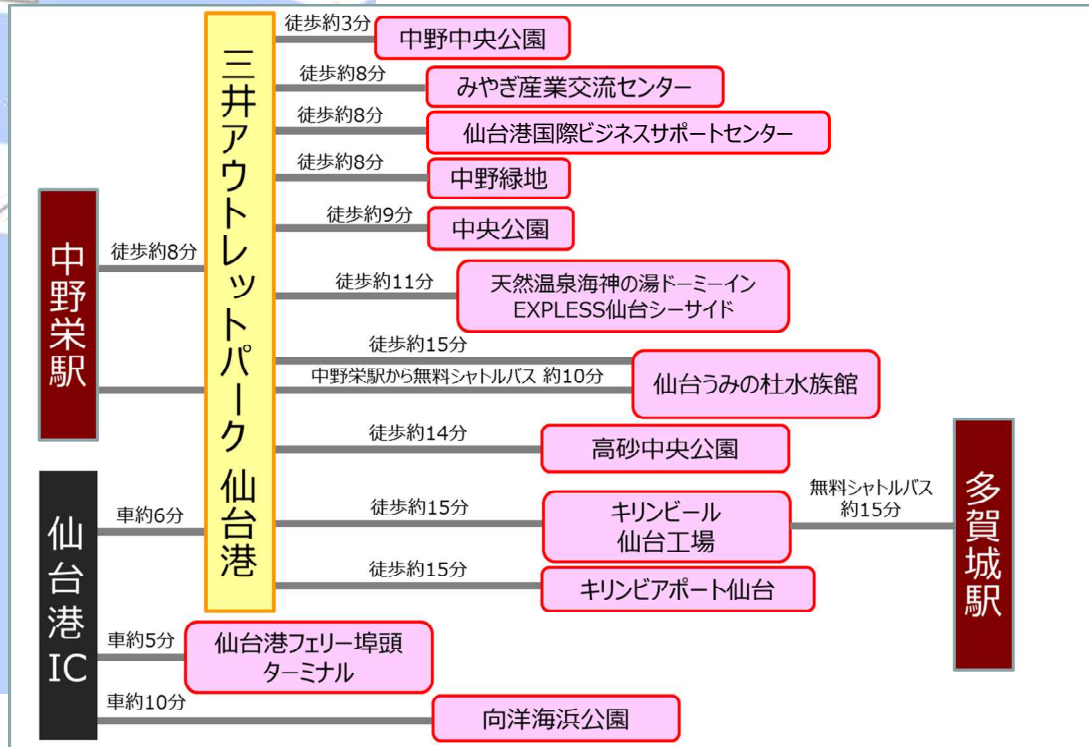 徒歩約3分
中野中央公園
徒歩約8分
みやぎ産業交流センター
徒歩約8分
仙台港国際ビジネスサポートセンター
徒歩約8分
中野緑地
徒歩約9分
中央公園
中野栄駅
徒歩約8分
三井アウトレットパーク 仙台港
徒歩約11分
天然温泉海神の湯ドーミーイン
EXPLESS仙台シーサイド
徒歩約15分
中野栄駅から無料シャトルバス 約10分
仙台うみの杜水族館
徒歩約14分
高砂中央公園
仙台港IC
車約6分
徒歩約15分
キリンビール
仙台工場
無料シャトルバス
約15分
多賀城駅
徒歩約15分
キリンビアポート仙台
車約5分
仙台港フェリー埠頭
ターミナル
車約10分
向洋海浜公園